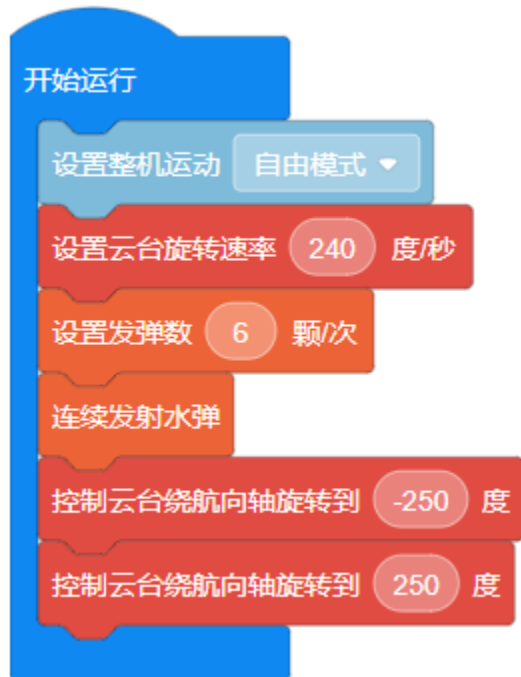 开始运行
设置整机运动 自由模式
设置云台旋转速率 240 度/秒
设置发弹数 6 颗/次
连续发射水弹
控制云台绕航向轴旋转到 -250 度
控制云台绕航向轴旋转到 250 度